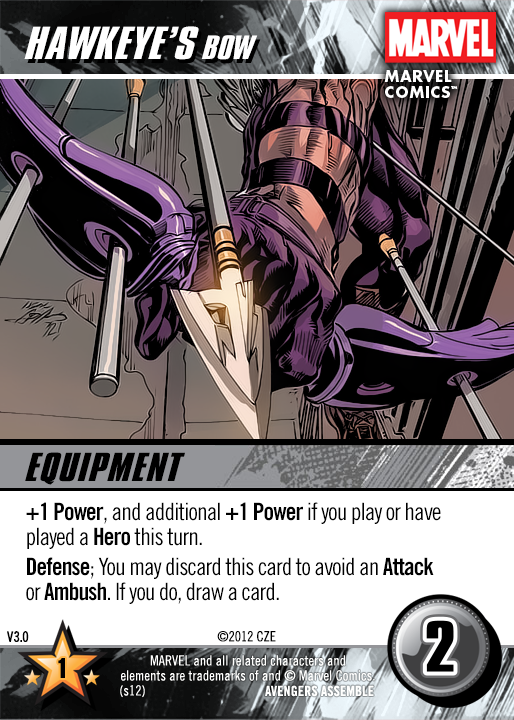 HAWKEYE'S BOW
MARVEL
MARVEL
COMICS™
EQUIPMENT
+1 Power, and additional +1 Power if you play or have
played a Hero this turn.
Defense; You may discard this card to avoid an Attack
or Ambush. If you do, draw a card.
V3.0
©2012 CZE
1
MARVEL and all related characters and
elements are trademarks of and © Marvel Comics.
(s12)
AVENGERS ASSEMBLE
2